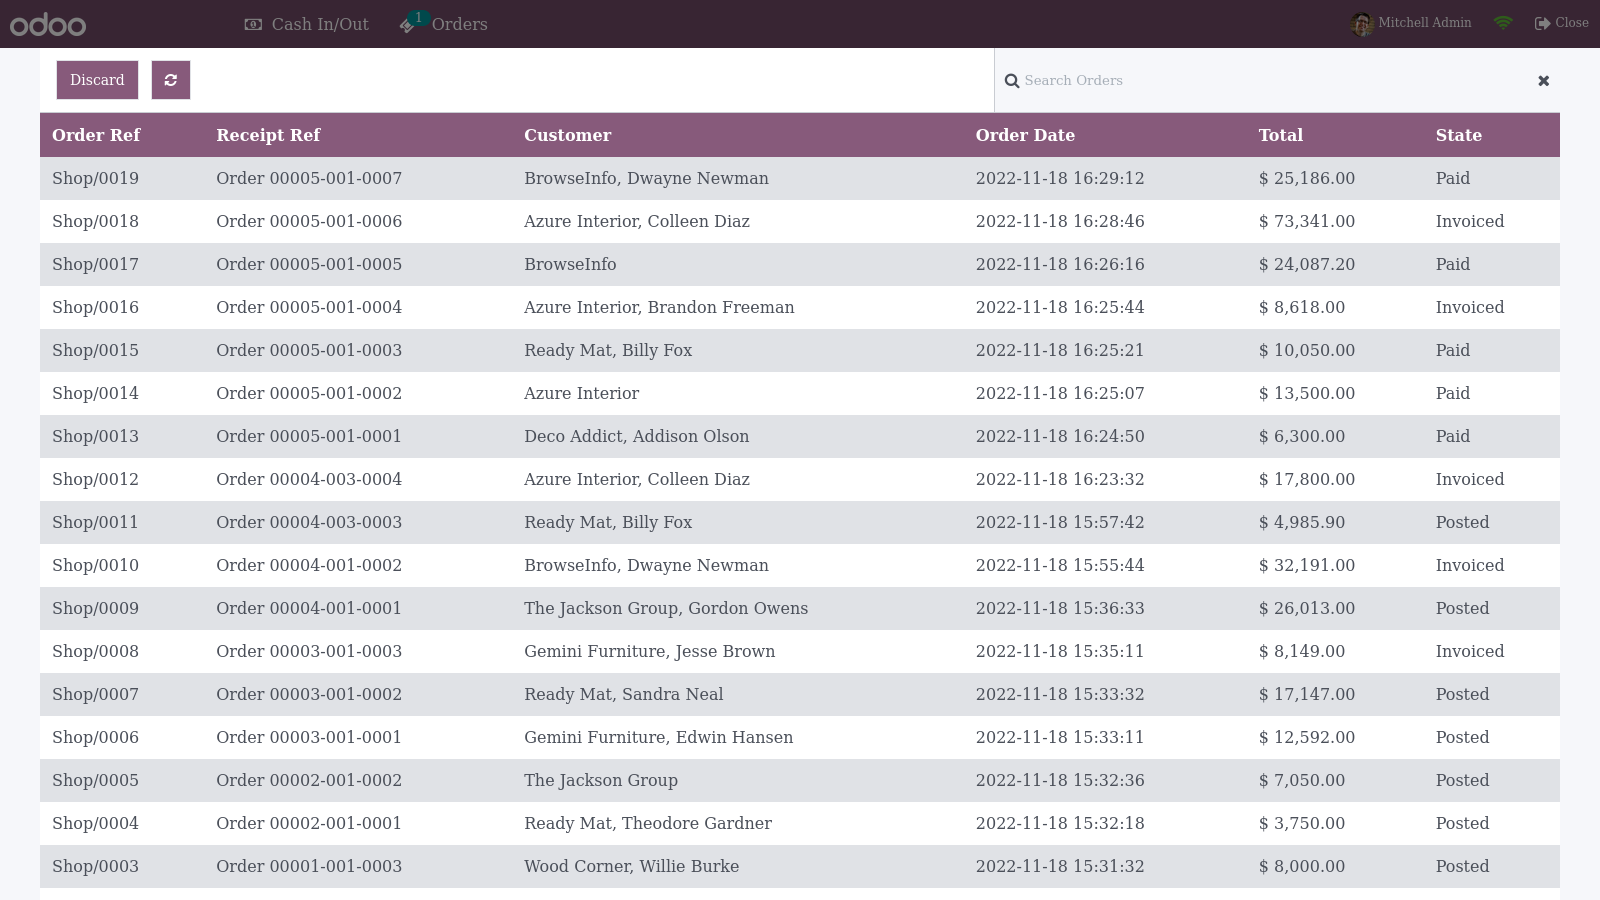 odoo Cash In/Out 1 Orders Mitchell Admin Close
Discard Search Orders
Order Ref Receipt Ref Customer Order Date Total State
Shop/0019 Order 00005-001-0007 BrowseInfo, Dwayne Newman 2022-11-18 16:29:12 $ 25,186.00 Paid
Shop/0018 Order 00005-001-0006 Azure Interior, Colleen Diaz 2022-11-18 16:28:46 $ 73,341.00 Invoiced
Shop/0017 Order 00005-001-0005 BrowseInfo 2022-11-18 16:26:16 $ 24,087.20 Paid
Shop/0016 Order 00005-001-0004 Azure Interior, Brandon Freeman 2022-11-18 16:25:44 $ 8,618.00 Invoiced
Shop/0015 Order 00005-001-0003 Ready Mat, Billy Fox 2022-11-18 16:25:21 $ 10,050.00 Paid
Shop/0014 Order 00005-001-0002 Azure Interior 2022-11-18 16:25:07 $ 13,500.00 Paid
Shop/0013 Order 00005-001-0001 Deco Addict, Addison Olson 2022-11-18 16:24:50 $ 6,300.00 Paid
Shop/0012 Order 00004-003-0004 Azure Interior, Colleen Diaz 2022-11-18 16:23:32 $ 17,800.00 Invoiced
Shop/0011 Order 00004-003-0003 Ready Mat, Billy Fox 2022-11-18 15:57:42 $ 4,985.90 Posted
Shop/0010 Order 00004-001-0002 BrowseInfo, Dwayne Newman 2022-11-18 15:55:44 $ 32,191.00 Invoiced
Shop/0009 Order 00004-001-0001 The Jackson Group, Gordon Owens 2022-11-18 15:36:33 $ 26,013.00 Posted
Shop/0008 Order 00003-001-0003 Gemini Furniture, Jesse Brown 2022-11-18 15:35:11 $ 8,149.00 Invoiced
Shop/0007 Order 00003-001-0002 Ready Mat, Sandra Neal 2022-11-18 15:33:32 $ 17,147.00 Posted
Shop/0006 Order 00003-001-0001 Gemini Furniture, Edwin Hansen 2022-11-18 15:33:11 $ 12,592.00 Posted
Shop/0005 Order 00002-001-0002 The Jackson Group 2022-11-18 15:32:36 $ 7,050.00 Posted
Shop/0004 Order 00002-001-0001 Ready Mat, Theodore Gardner 2022-11-18 15:32:18 $ 3,750.00 Posted
Shop/0003 Order 00001-001-0003 Wood Corner, Willie Burke 2022-11-18 15:31:32 $ 8,000.00 Posted